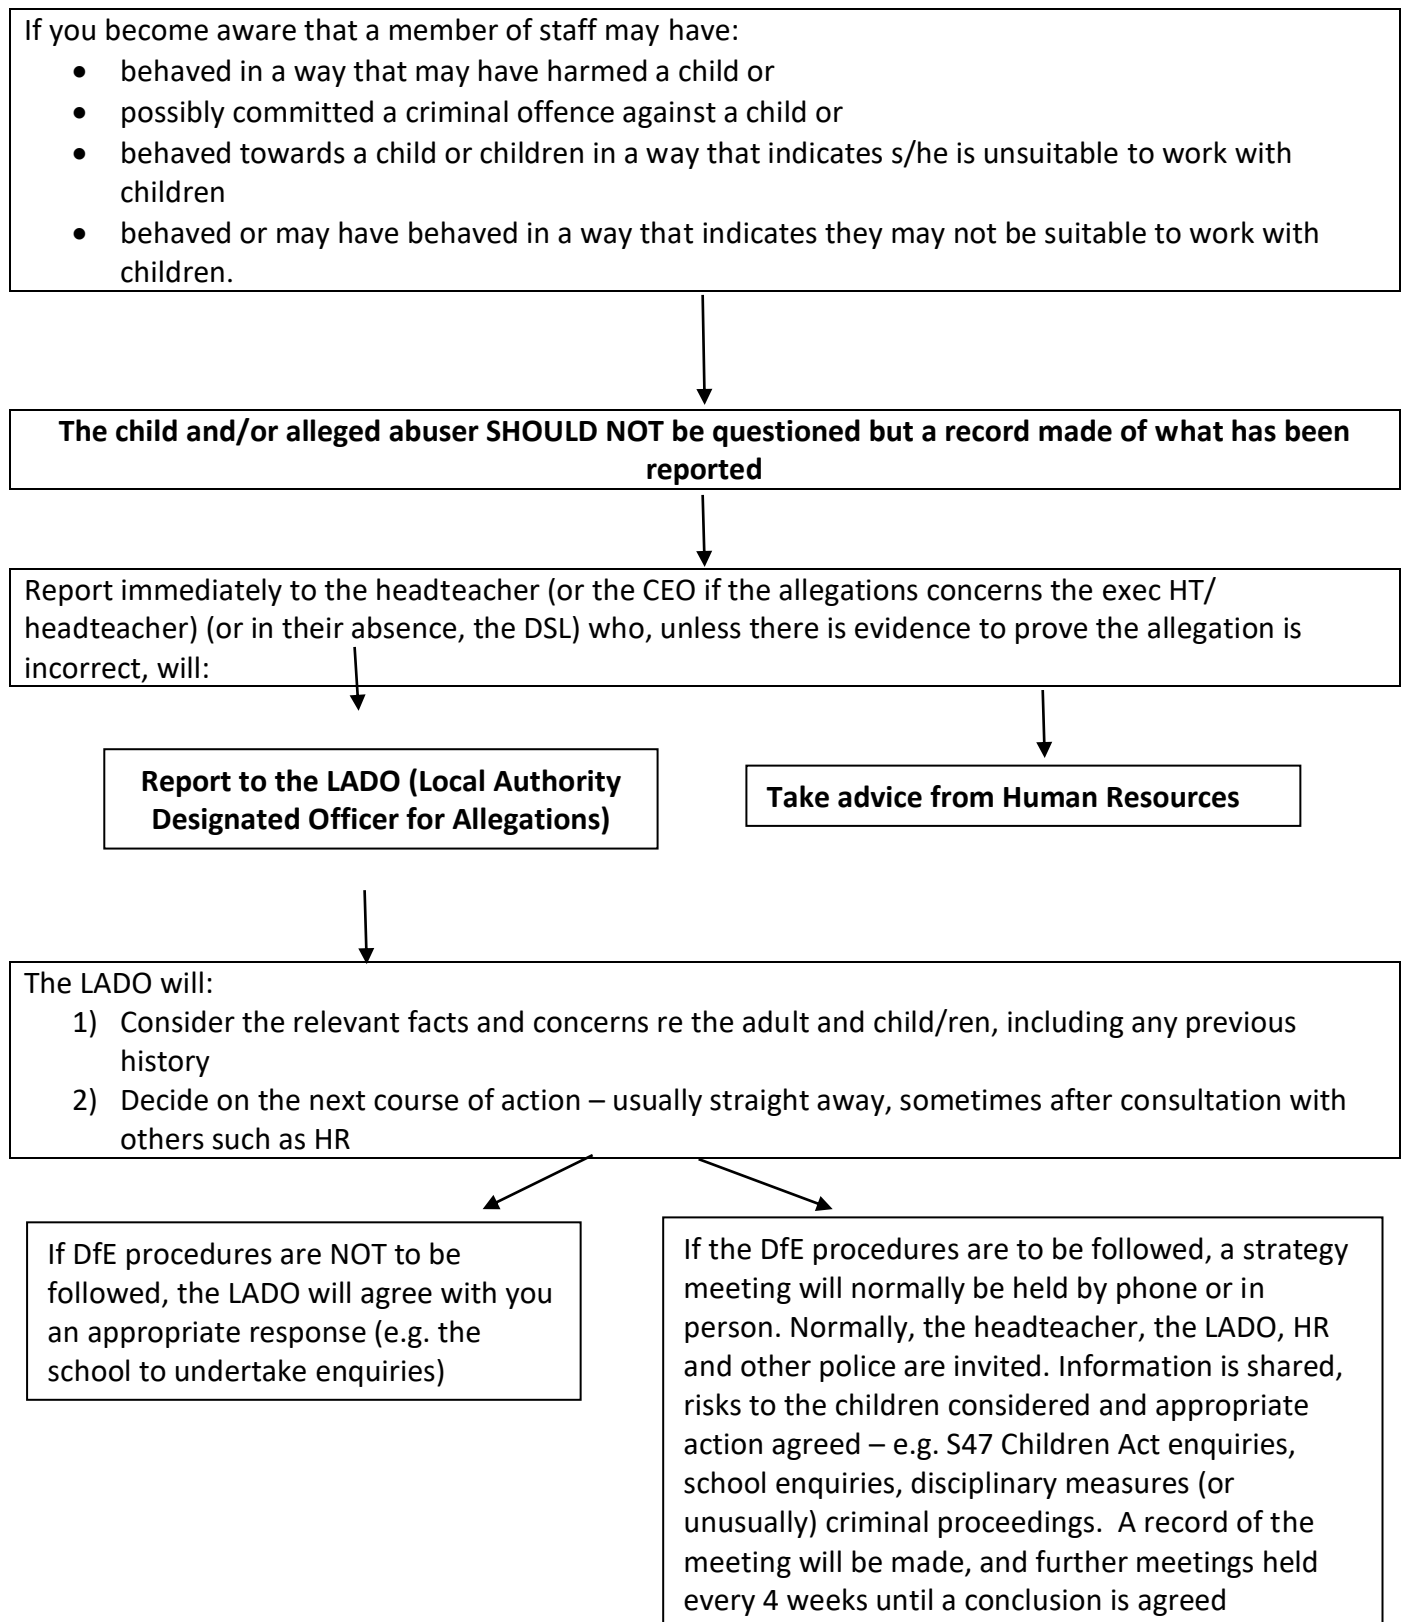 If you become aware that a member of staff may have:
• behaved in a way that may have harmed a child or
• possibly committed a criminal offence against a child or
• behaved towards a child or children in a way that indicates s/he is unsuitable to work with
children
• behaved or may have behaved in a way that indicates they may not be suitable to work with
children.
The child and/or alleged abuser SHOULD NOT be questioned but a record made of what has been
reported
Report immediately to the headteacher (or the CEO if the allegations concerns the exec HT/
headteacher) (or in their absence, the DSL) who, unless there is evidence to prove the allegation is
incorrect, will:
Report to the LADO (Local Authority
Designated Officer for Allegations)
Take advice from Human Resources
The LADO will:
1) Consider the relevant facts and concerns re the adult and child/ren, including any previous
history
2) Decide on the next course of action – usually straight away, sometimes after consultation with
others such as HR
If DfE procedures are NOT to be
followed, the LADO will agree with you
an appropriate response (e.g. the
school to undertake enquiries)
If the DfE procedures are to be followed, a strategy
meeting will normally be held by phone or in
person. Normally, the headteacher, the LADO, HR
and other police are invited. Information is shared,
risks to the children considered and appropriate
action agreed – e.g. S47 Children Act enquiries,
school enquiries, disciplinary measures (or
unusually) criminal proceedings.  A record of the
meeting will be made, and further meetings held
every 4 weeks until a conclusion is agreed